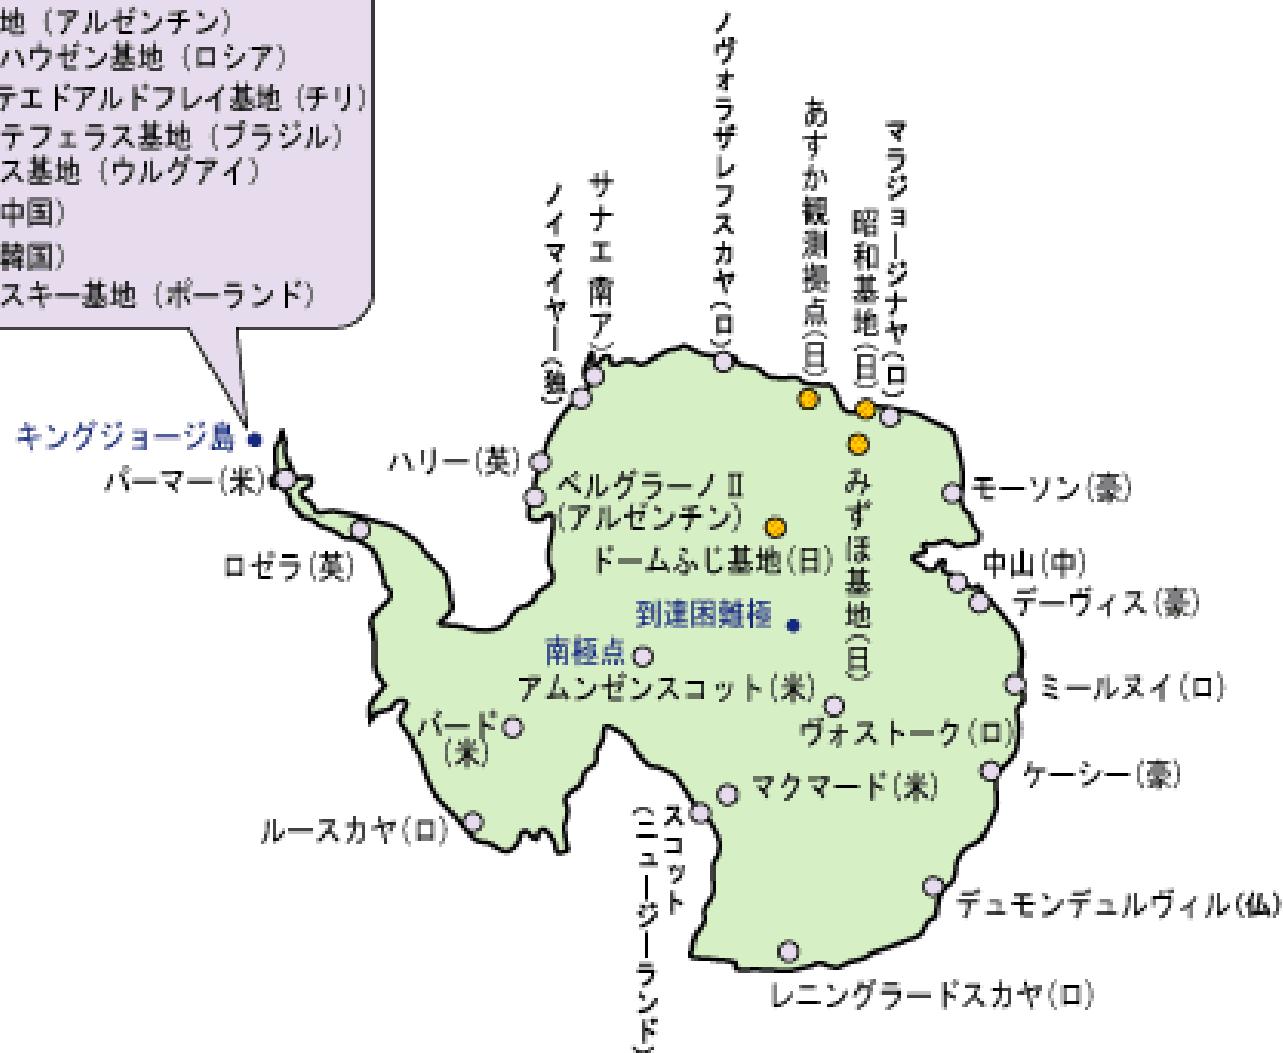 地（アルゼンチン）
ハウゼン基地（ロシア）
テエドアルドフレイ基地（チリ）
テフェラス基地（ブラジル）
ス基地（ウルグアイ）
中国）
韓国）
スキー基地（ポーランド）
ノヴォラザレフスカヤ(ロ)
あすか観測拠点(日)
マラジョージナヤ(ロ)
昭和基地(日)
サナエ 南ア)
ノイマイヤー(独)
キングジョージ島
パーマー(米)
ロゼラ(英)
ハリー(英)
ベルグラーノⅡ
(アルゼンチン)
ドームふじ基地(日)
みずほ基地(日)
モーソン(豪)
中山(中)
デーヴィス(豪)
到達困難極
南極点
アムンゼンスコット(米)
ミールヌイ(ロ)
バード
(米)
ヴォストーク(ロ)
ケーシー(豪)
マクマード(米)
ルースカヤ(ロ)
スコット
(ニュージーランド)
デュモンデュルヴィル(仏)
レニングラードスカヤ(ロ)